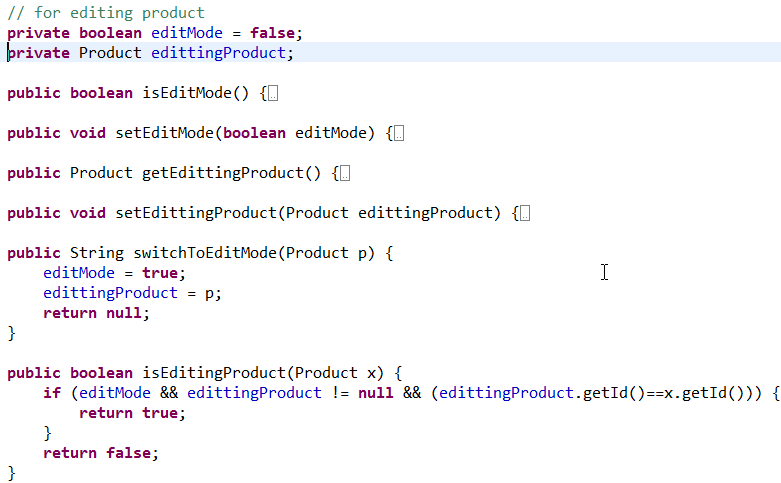 // for editing product
private boolean editMode = false;
private Product edittingProduct;
public boolean isEditMode() {
public void setEditMode(boolean editMode) {
public Product getEdittingProduct() {
public void setEdittingProduct(Product edittingProduct) {
public String switchToEditMode(Product p) {
editMode = true;
edittingProduct = p;
return null;
}
public boolean isEditingProduct(Product x) {
if (editMode && edittingProduct != null && (edittingProduct.getId()==x.getId())) {
return true;
}
return false;
}